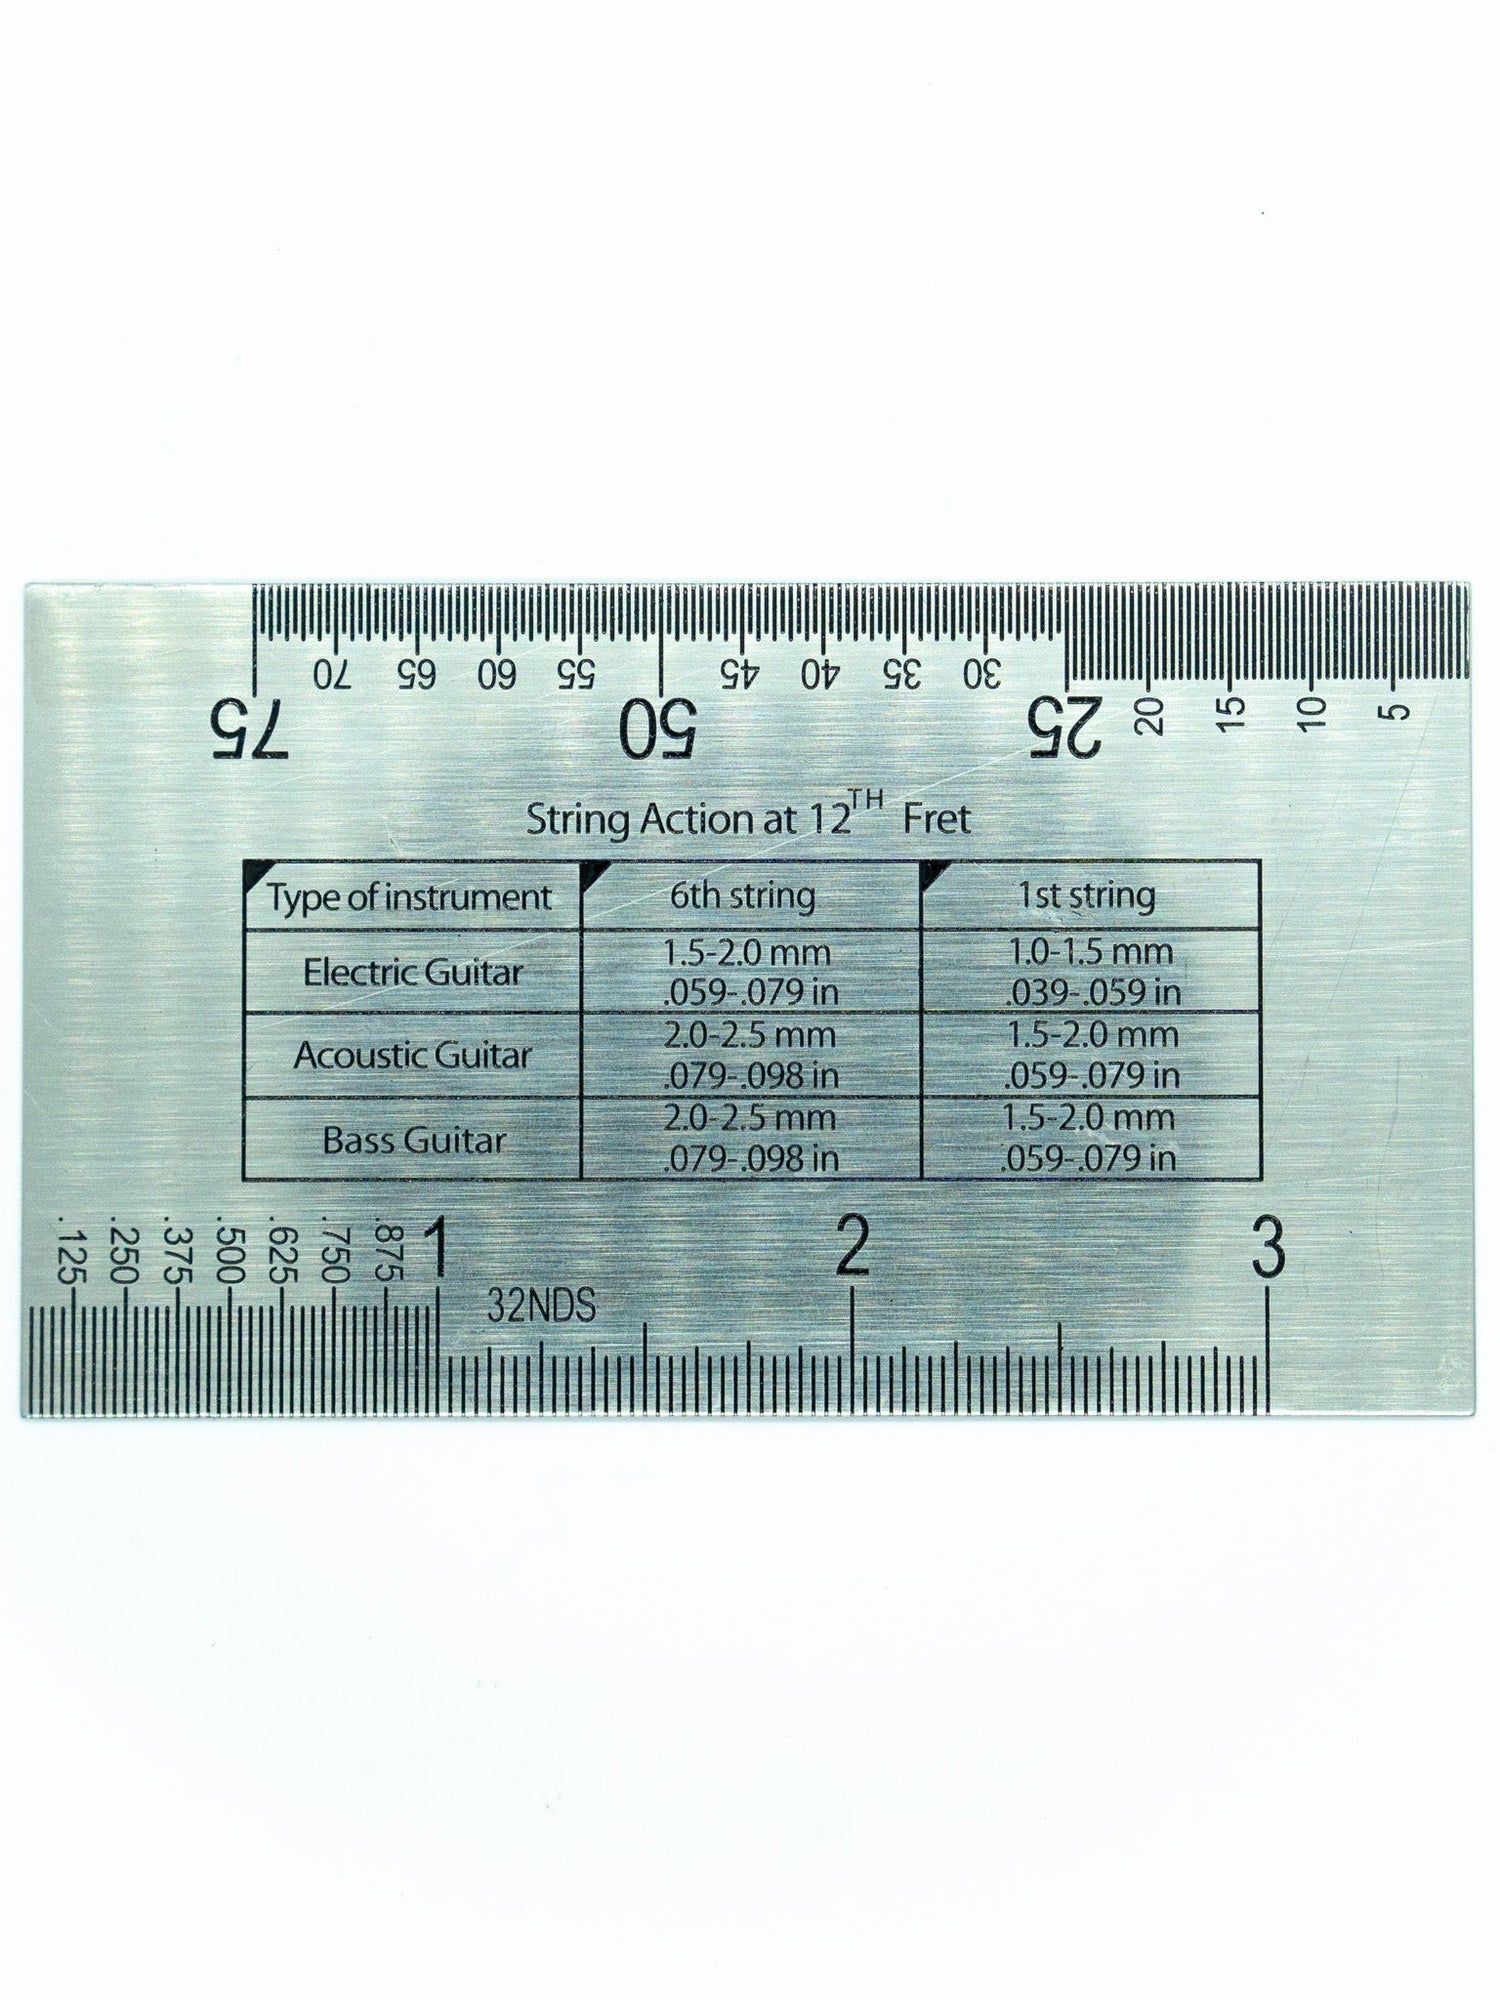 70 65 60 55 45 40 35 30
75 50 25 20 15 10 5
String Action at 12TH Fret
Type of instrument 6th string 1st string
Electric Guitar 1.5-2.0 mm 1.0-1.5 mm
.059-.079 in .039-.059 in
Acoustic Guitar 2.0-2.5 mm 1.5-2.0 mm
.079-.098 in .059-.079 in
Bass Guitar 2.0-2.5 mm 1.5-2.0 mm
.079-.098 in .059-.079 in
.125 .250 .375 .500 .625 .750 .875 1 2 3
32NDS